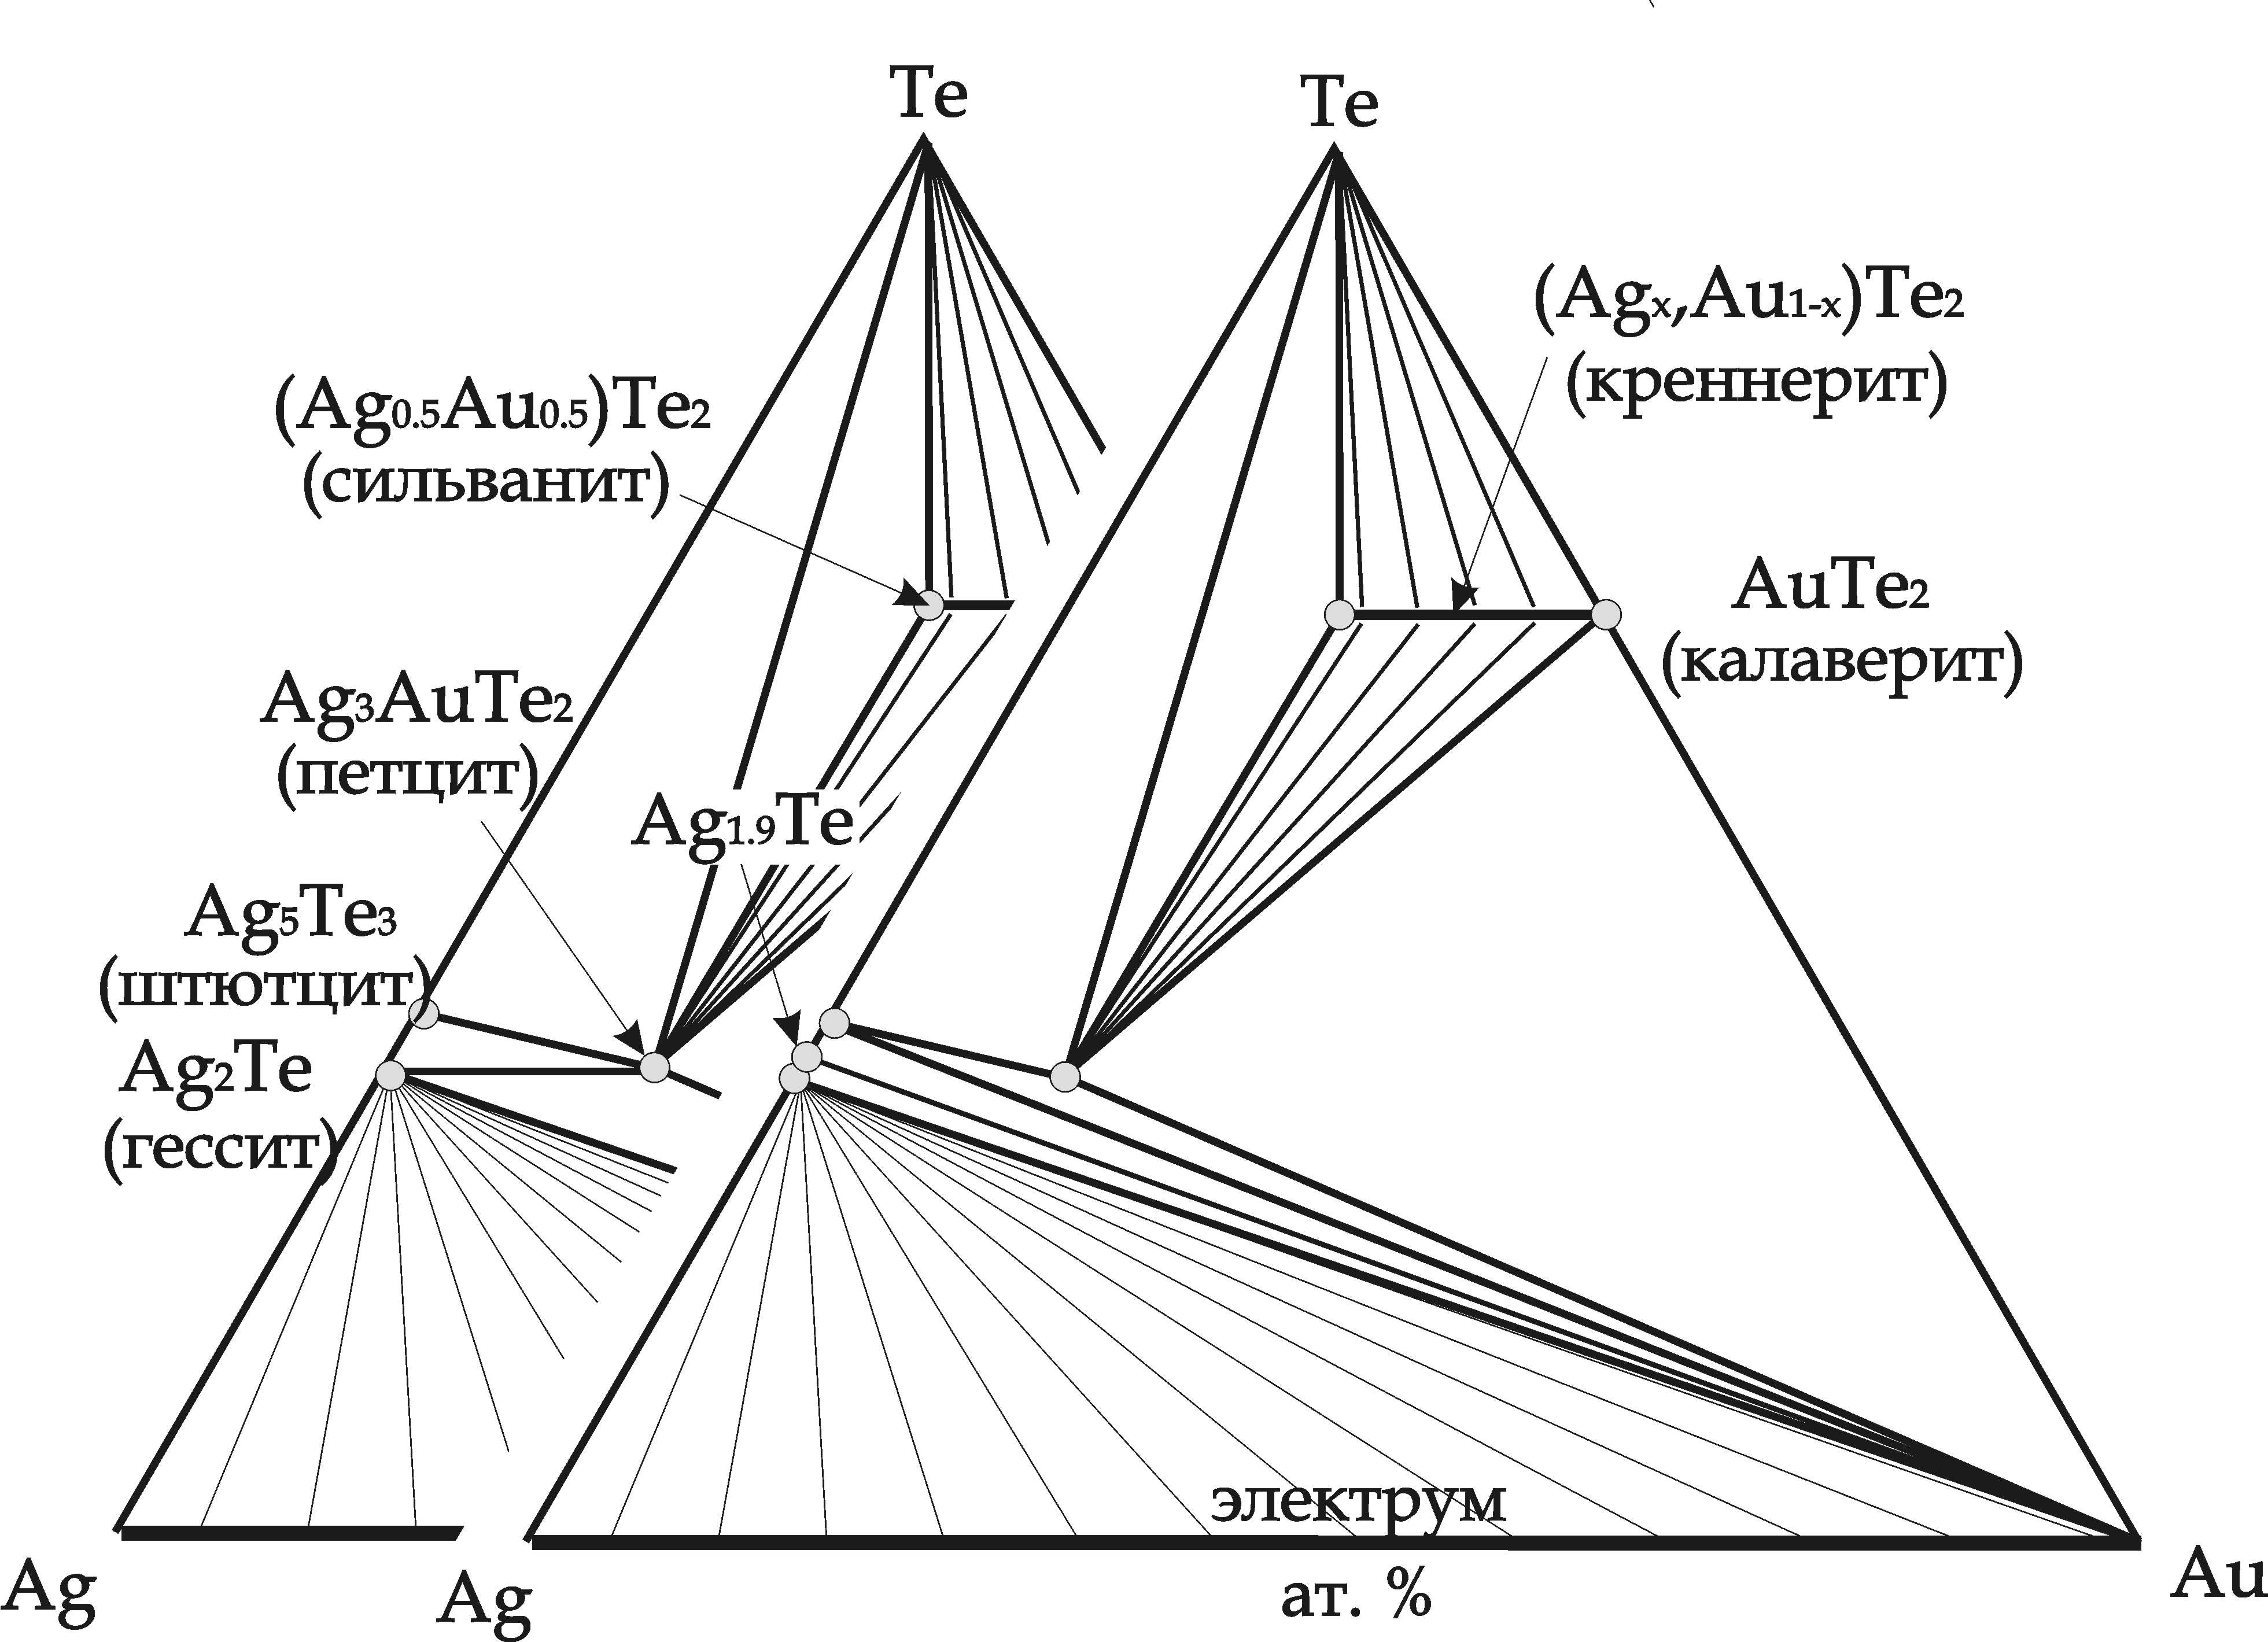 Te
Te
(Agx,Au1-x)Te2
(креннерит)
(Ag0.5Au0.5)Te2
(сильванит)
AuTe2
(калаверит)
Ag3AuTe2
(петцит)
Ag1.9Te
Ag5Te3
(штютцит)
Ag2Te
(гессит)
электрум
Ag
Ag
ат. %
Au